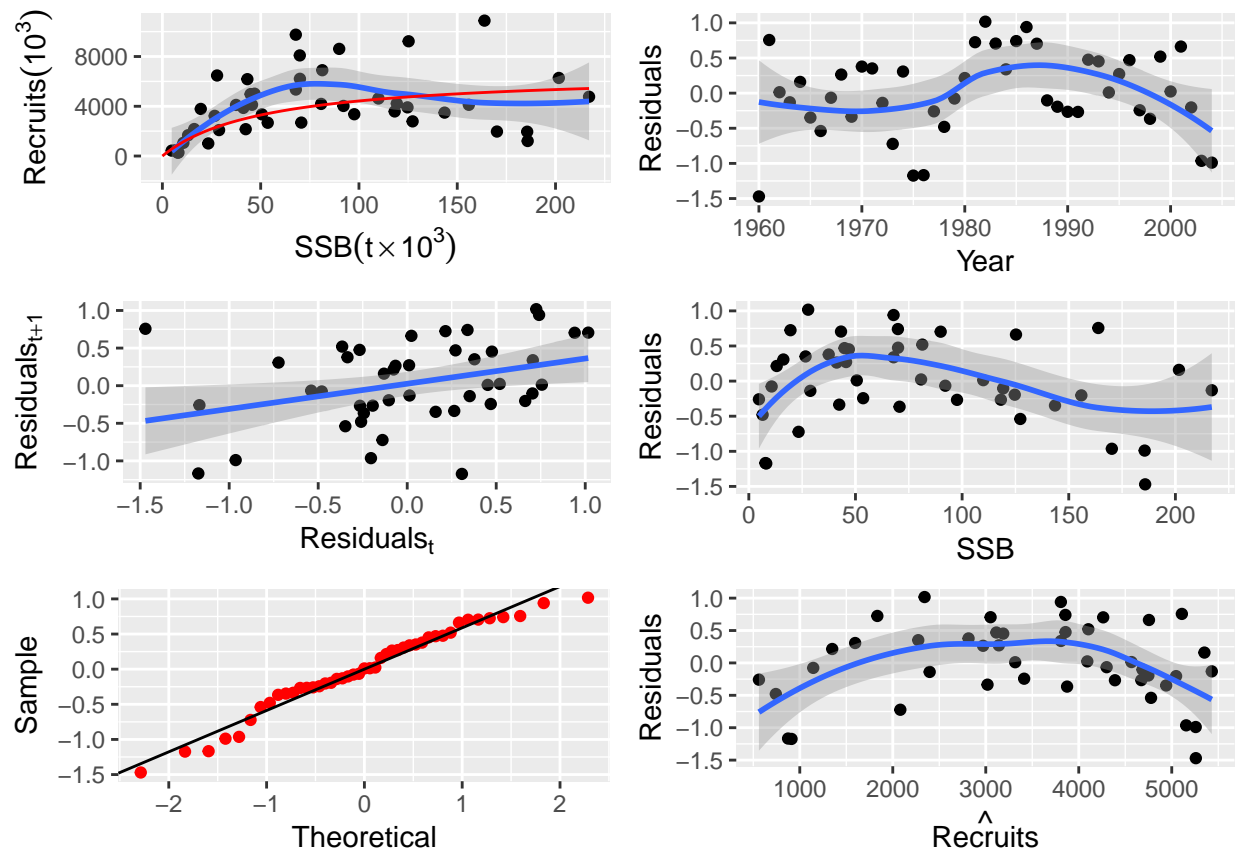 Recruits(10³)
8000
4000
0
0 50 100 150 200
SSB(t×10³)
Residuals
1.0
0.5
0.0
−0.5
−1.0
−1.5
1960 1970 1980 1990 2000
Year
Residualsₜ₊₁
1.0
0.5
0.0
−0.5
−1.0
−1.5 −1.0 −0.5 0.0 0.5 1.0
Residualsₜ
Residuals
1.0
0.5
0.0
−0.5
−1.0
−1.5
0 50 100 150 200
SSB
Sample
1.0
0.5
0.0
−0.5
−1.0
−1.5
−2 −1 0 1 2
Theoretical
Residuals
1.0
0.5
0.0
−0.5
−1.0
−1.5
1000 2000 3000 4000 5000
^
Recruits